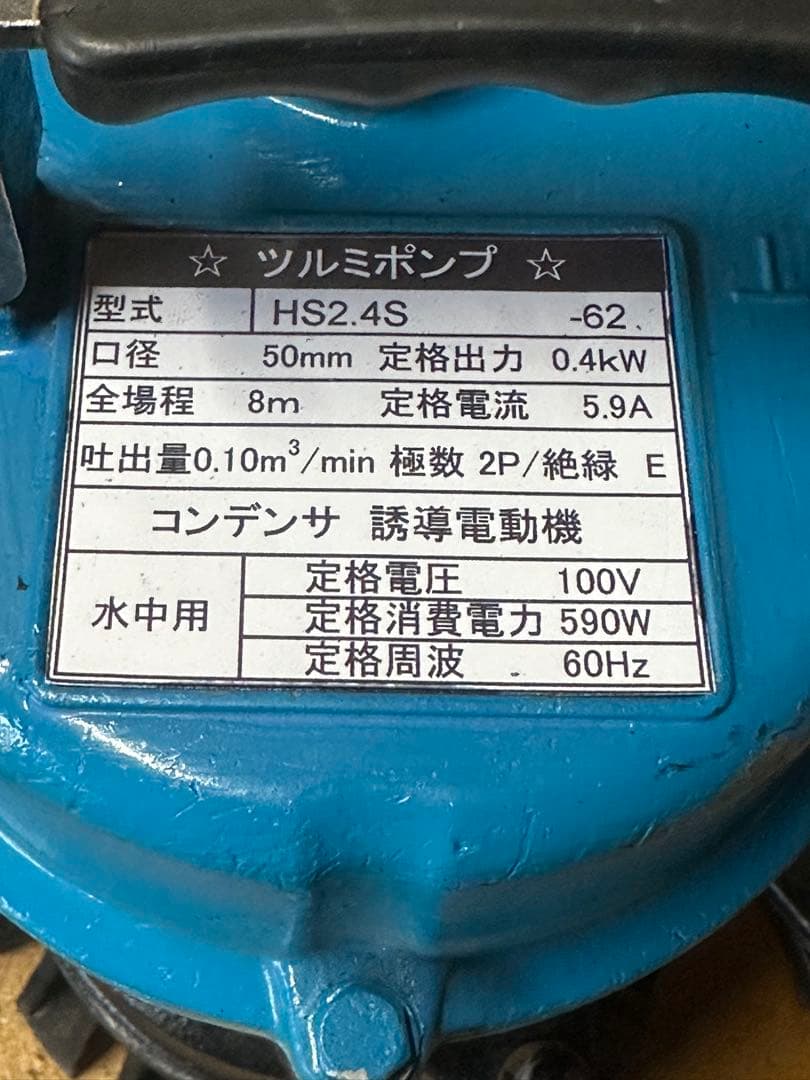 ☆ ツルミポンプ ☆
型式 HS2.4S -62
口径 50mm 定格出力 0.4kW
全場程 8m 定格電流 5.9A
吐出量0.10m³/min 極数 2P/絶緑 E
コンデンサ 誘導電動機
水中用
定格電圧 100V
定格消費電力 590W
定格周波 60Hz